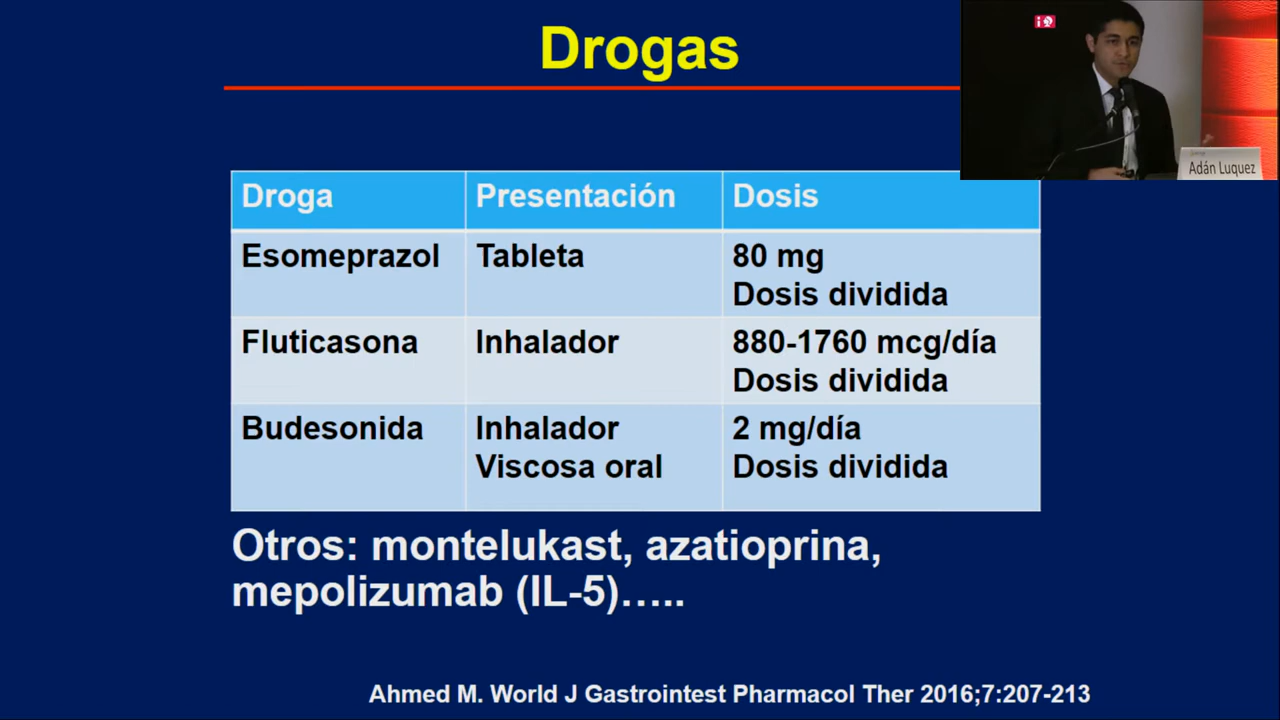 Drogas
Adán Luquez
Droga Presentación Dosis
Esomeprazol Tableta 80 mg
Dosis dividida
Fluticasona Inhalador 880-1760 mcg/día
Dosis dividida
Budesonida Inhalador 2 mg/día
Viscosa oral Dosis dividida
Otros: montelukast, azatioprina,
mepolizumab (IL-5)…..
Ahmed M. World J Gastrointest Pharmacol Ther 2016;7:207-213